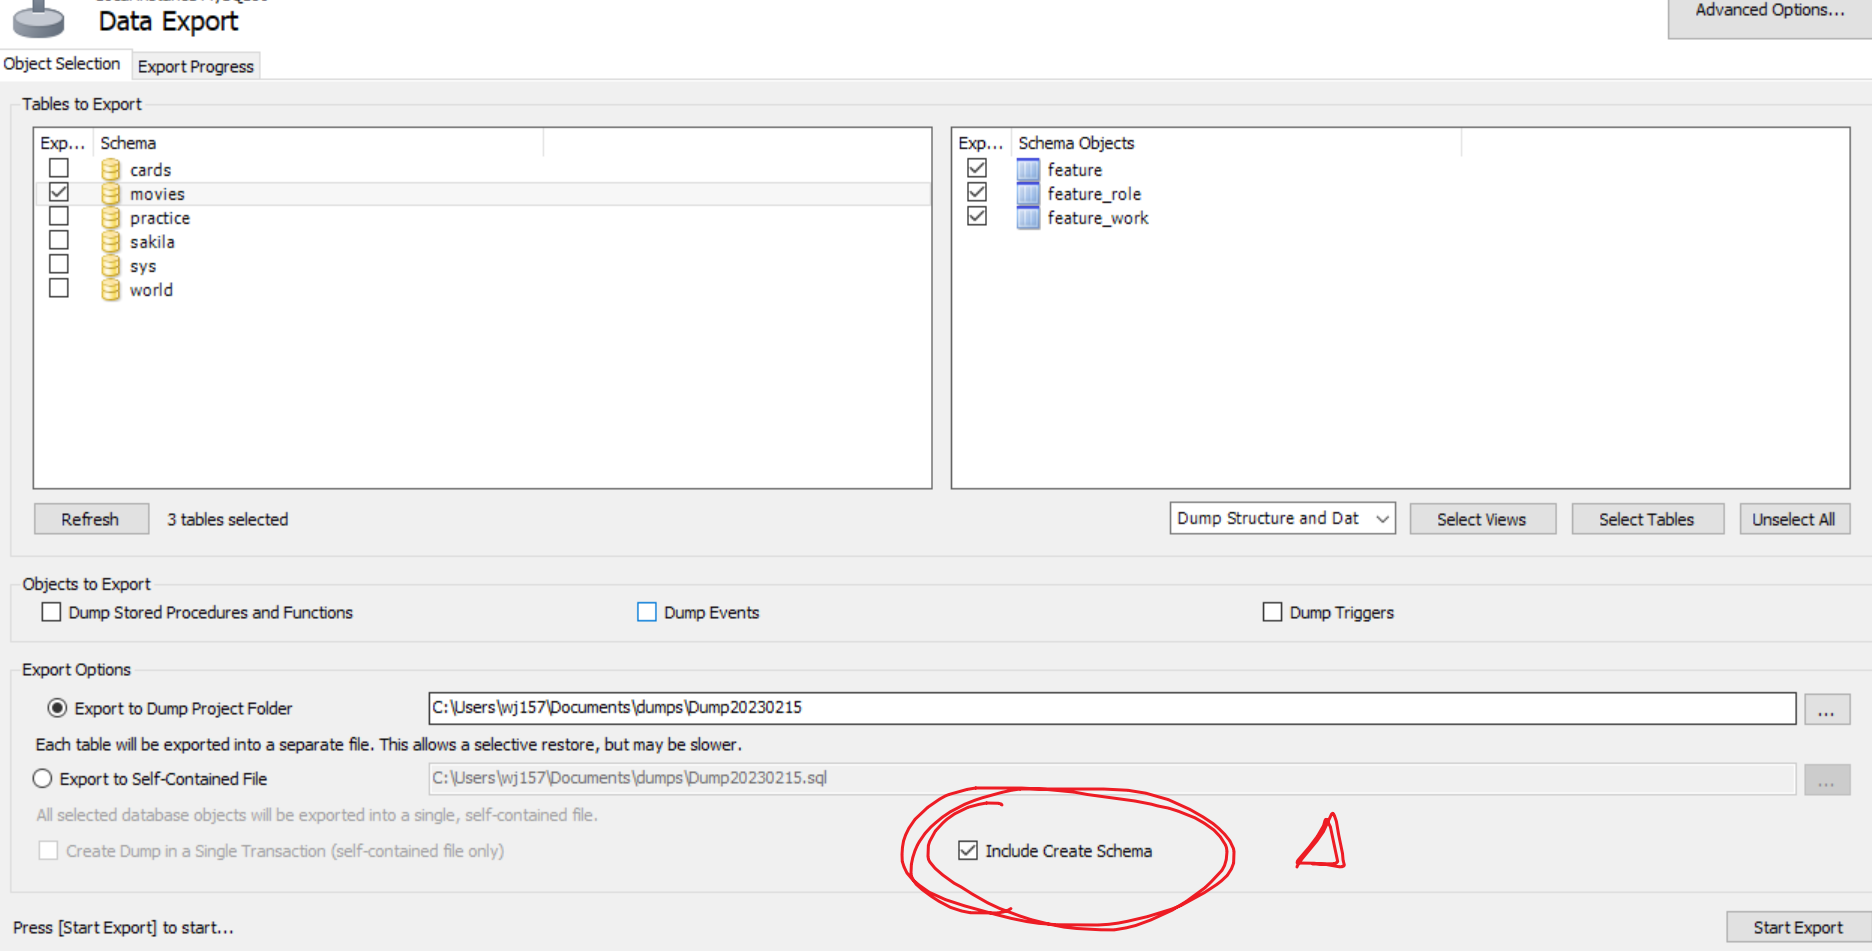 Data Export
Advanced Options...
Object Selection
Export Progress
Tables to Export
Exp... Schema
cards
movies
practice
sakila
sys
world
Exp... Schema Objects
feature
feature_role
feature_work
Refresh
3 tables selected
Dump Structure and Dat
Select Views
Select Tables
Unselect All
Objects to Export
Dump Stored Procedures and Functions
Dump Events
Dump Triggers
Export Options
Export to Dump Project Folder
C:\Users\wj157\Documents\dumps\Dump20230215
...
Each table will be exported into a separate file. This allows a selective restore, but may be slower.
Export to Self-Contained File
C:\Users\wj157\Documents\dumps\Dump20230215.sql
...
All selected database objects will be exported into a single, self-contained file.
Create Dump in a Single Transaction (self-contained file only)
Include Create Schema
Press [Start Export] to start...
Start Export